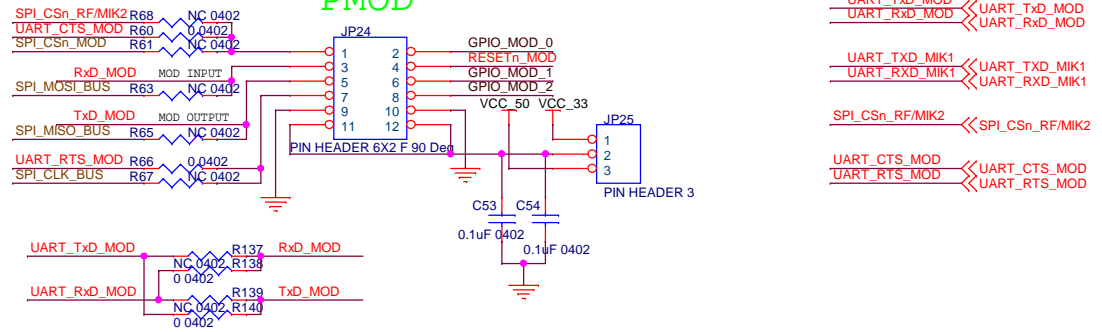 PMOD
SPI_CSn_RF/MIK2 R68 NC 0402
UART_CTS_MOD R60 0 0402
SPI_CSn_MOD R61 NC 0402
RxD_MOD MOD INPUT
SPI_MOSI_BUS R63 NC 0402
TxD_MOD MOD OUTPUT
SPI_MISO_BUS R65 NC 0402
UART_RTS_MOD R66 0 0402
SPI_CLK_BUS R67 NC 0402
JP24
1 2 GPIO_MOD_0
3 4 RESETn_MOD
5 6 GPIO_MOD_1
7 8 GPIO_MOD_2
9 10
11 12
PIN HEADER 6X2 F 90 Deg
VCC_50 VCC_33
JP25
1
2
3
PIN HEADER 3
C53 C54
0.1uF 0402
0.1uF 0402
UART_TxD_MOD R137 RxD_MOD
NC 0402 R138
0 0402
UART_RxD_MOD R139 TxD_MOD
NC 0402 R140
0 0402
UART_TxD_MOD UART_TxD_MOD
UART_RxD_MOD UART_RxD_MOD
UART_TXD_MIK1 UART_TXD_MIK1
UART_RXD_MIK1 UART_RXD_MIK1
SPI_CSn_RF/MIK2 SPI_CSn_RF/MIK2
UART_CTS_MOD UART_CTS_MOD
UART_RTS_MOD UART_RTS_MOD